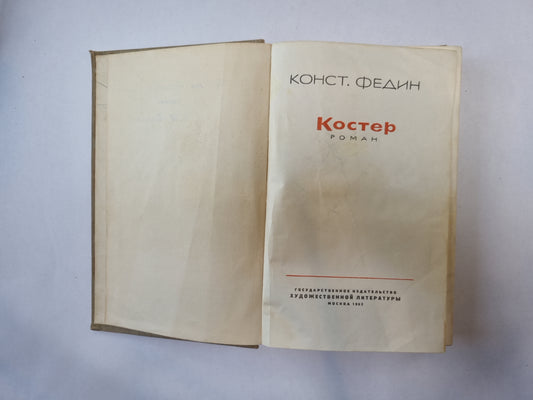 КОНСТ. ФЕДИН
Костер
РОМАН
ГОСУДАРСТВЕННОЕ ИЗДАТЕЛЬСТВО
ХУДОЖЕСТВЕННОЙ ЛИТЕРАТУРЫ
МОСКВА